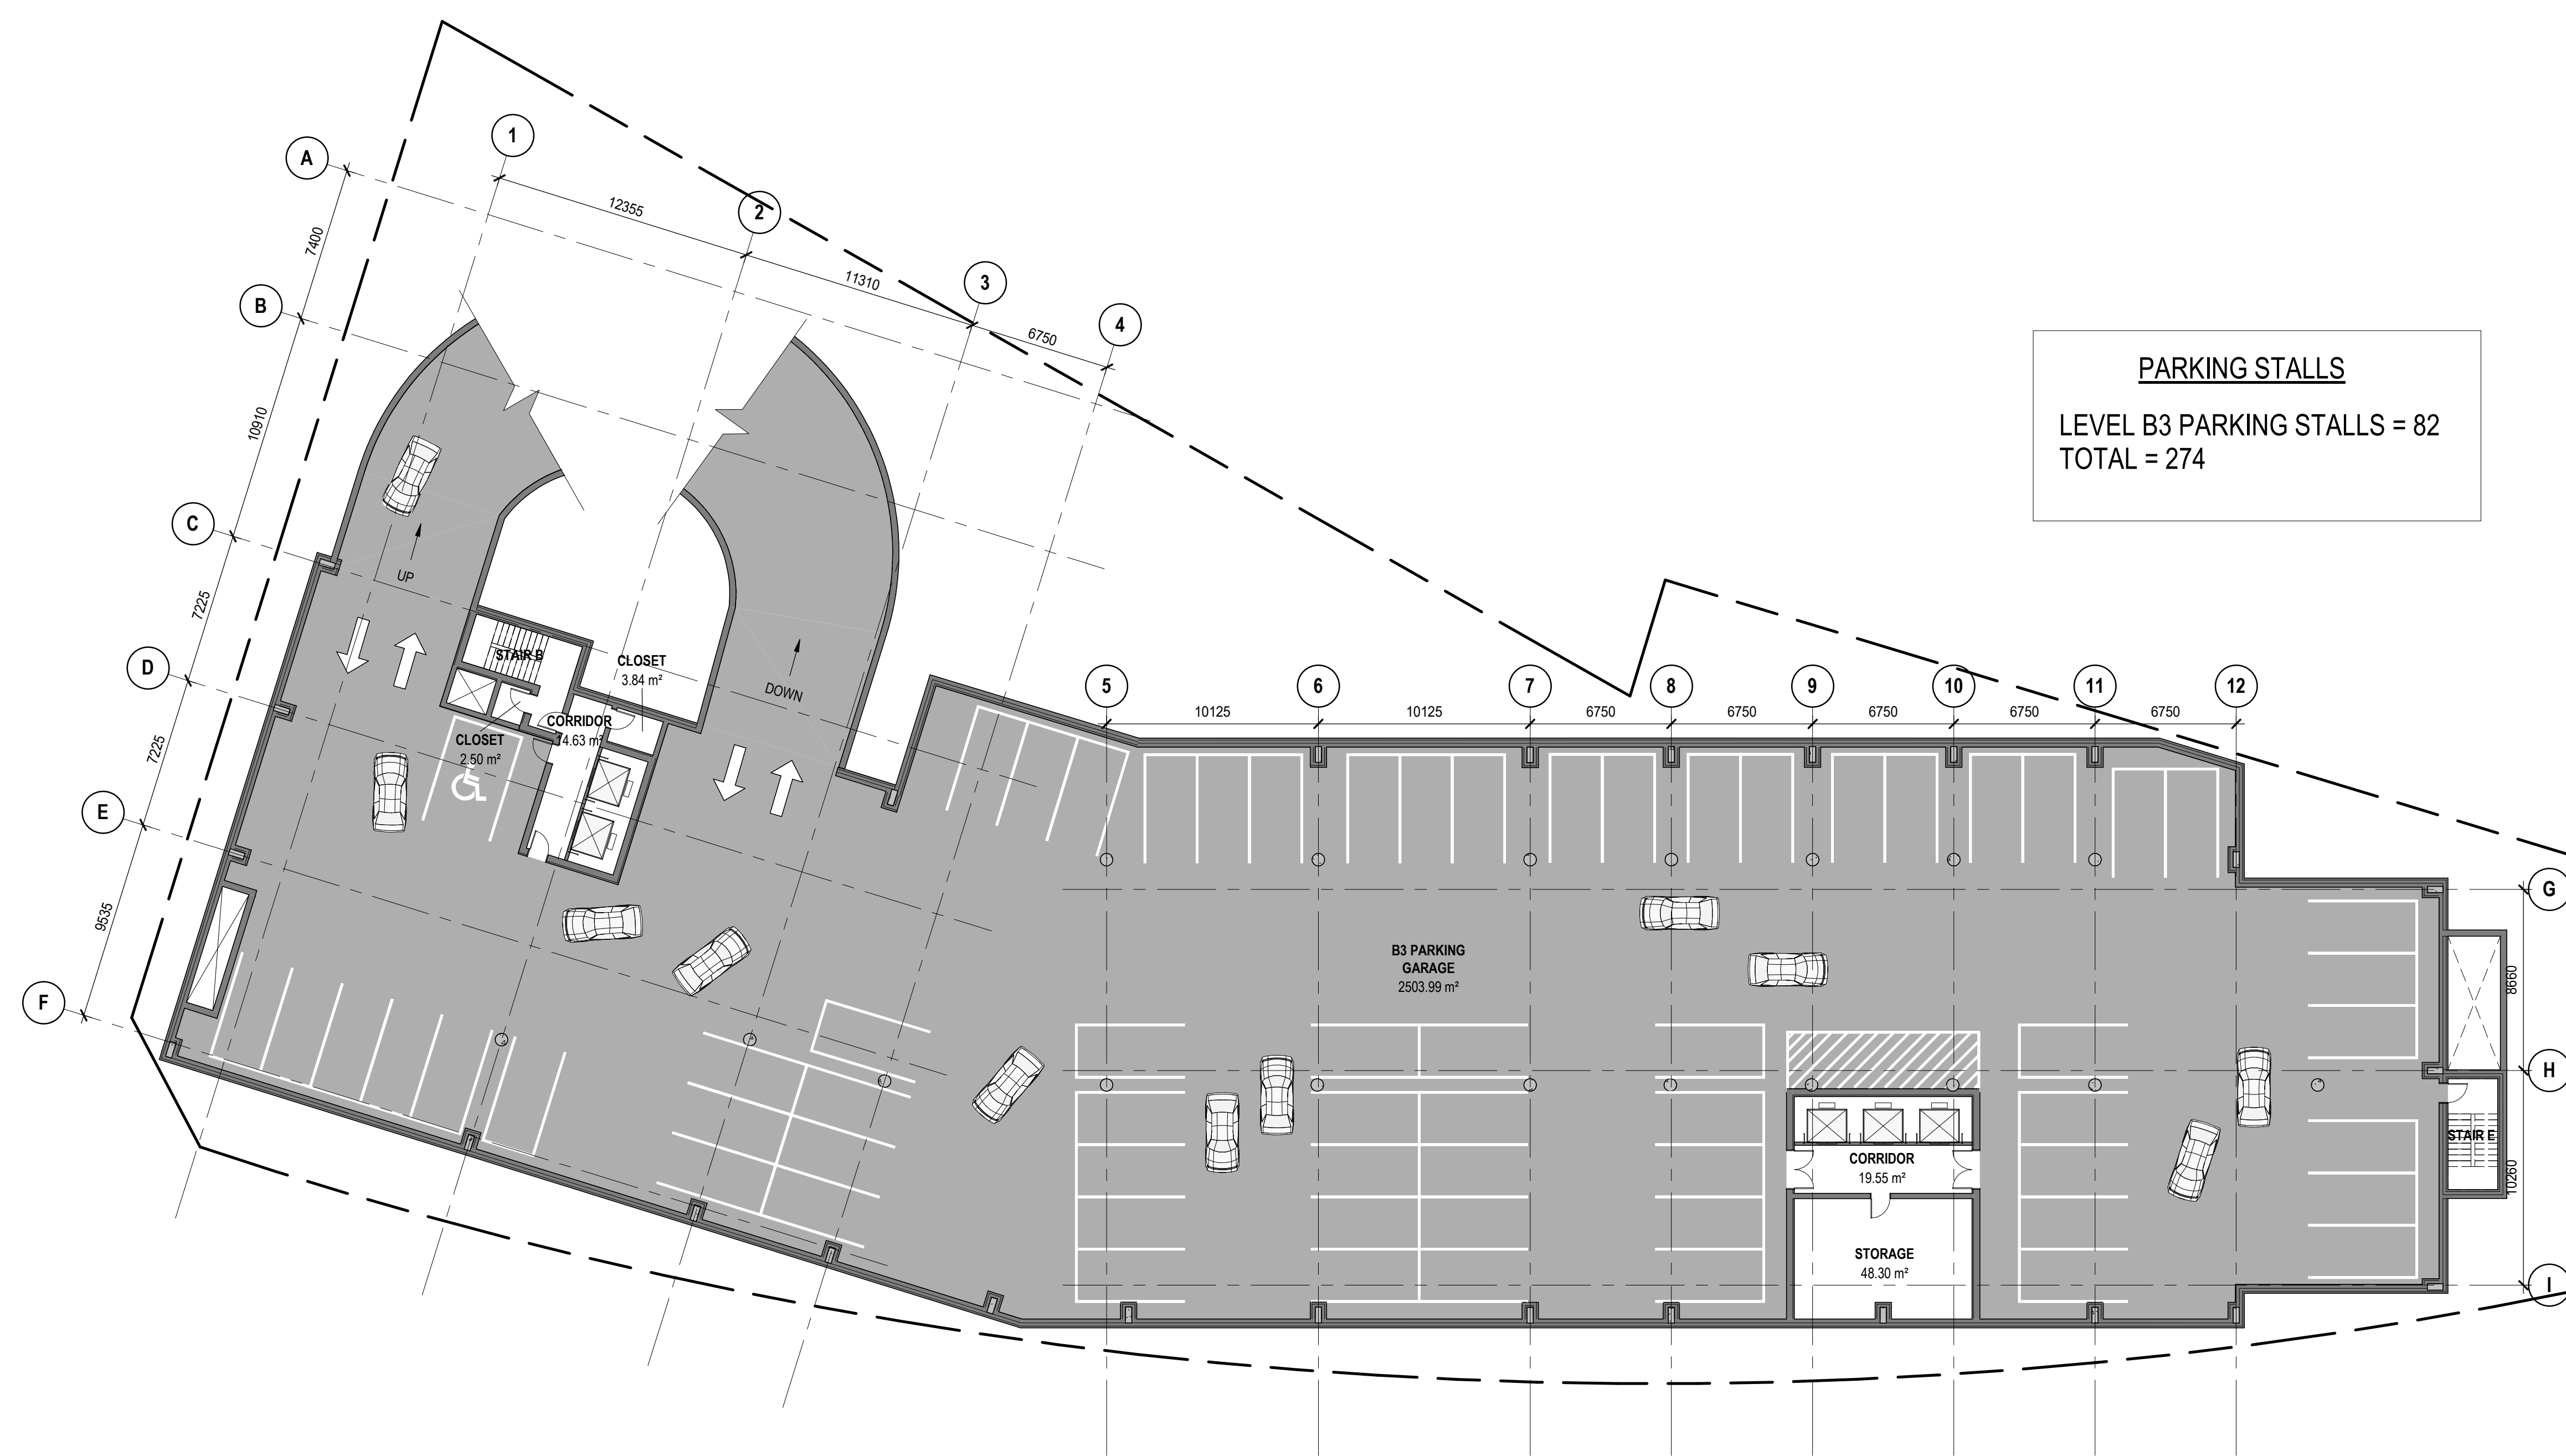 1
A
2
12355
7400
11310
3
B
4
6750
PARKING STALLS
LEVEL B3 PARKING STALLS = 82
TOTAL = 274
10910
C
UP
7225
STAIR B
CLOSET
3.84 m²
D
DOWN
5
6
7
8
9
10
11
12
10125
10125
6750
6750
6750
6750
6750
CORRIDOR
14.63 m²
CLOSET
2.50 m²
7225
E
G
9535
B3 PARKING
GARAGE
2503.99 m²
8660
F
H
STAIR E
CORRIDOR
19.55 m²
10260
STORAGE
48.30 m²
I